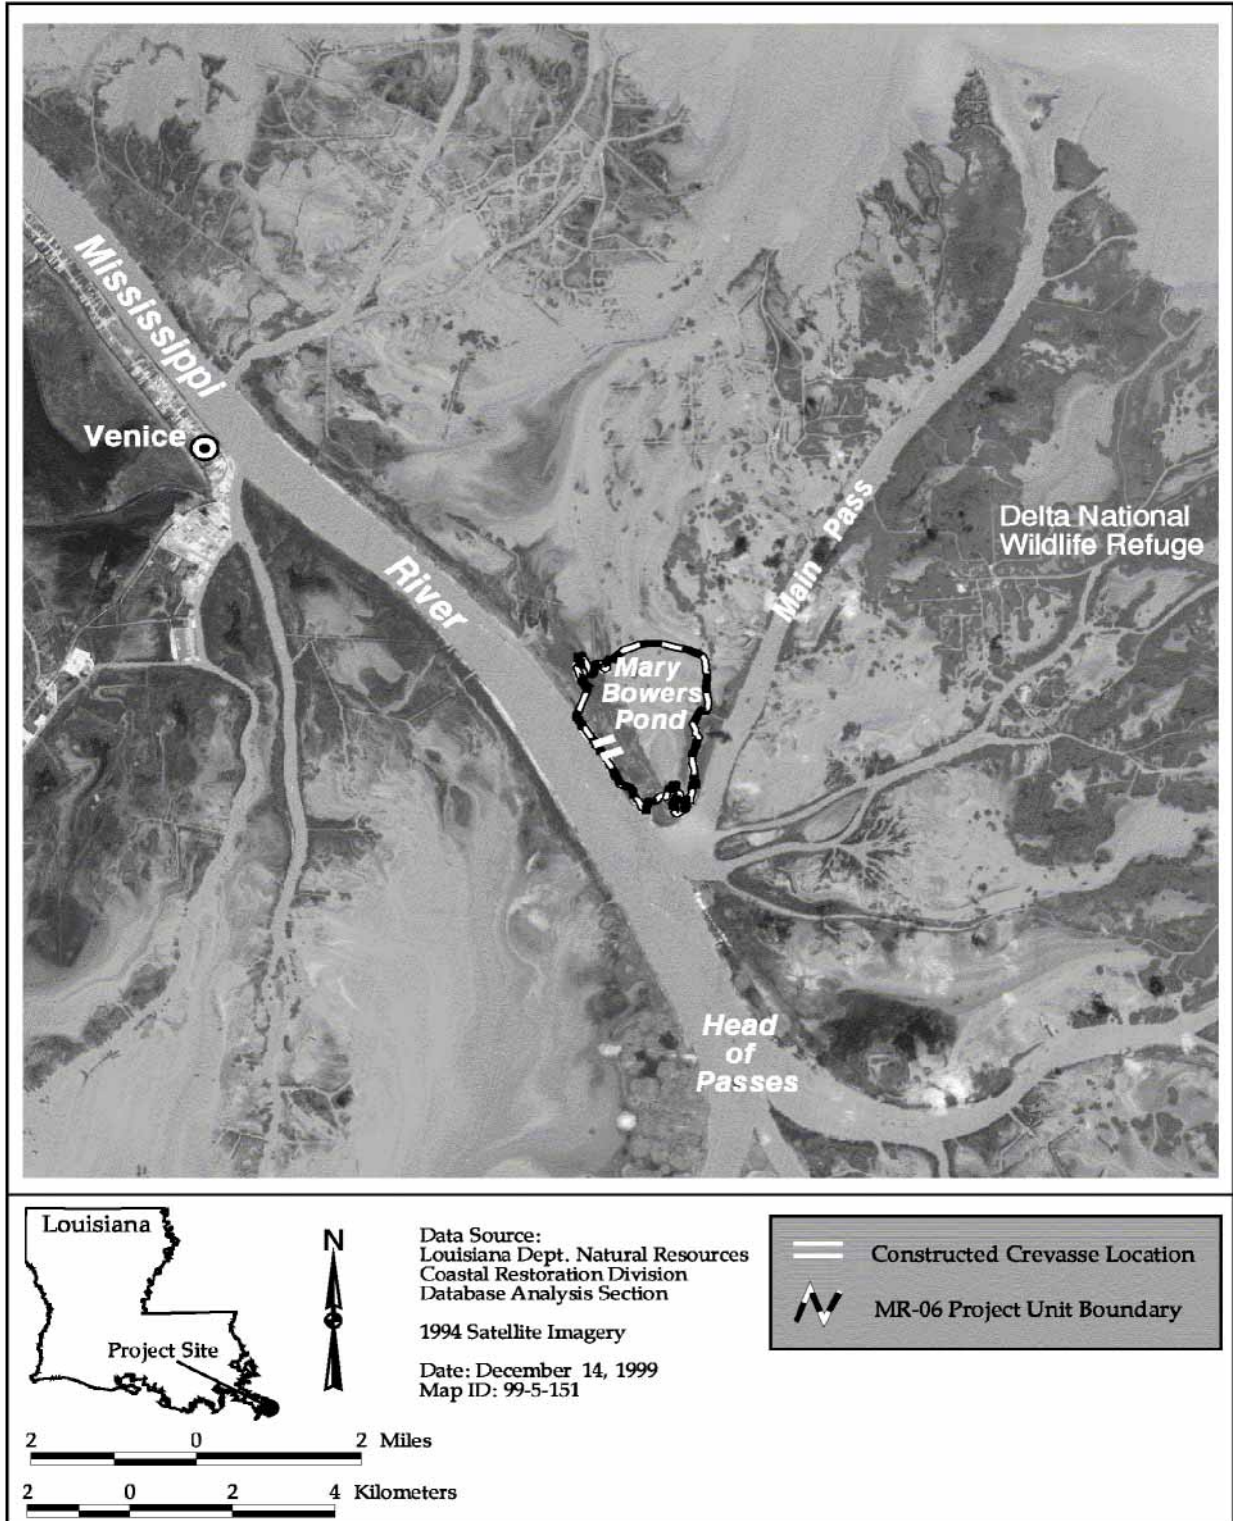 Mississippi
River
Venice
Main Pass
Delta National
Wildlife Refuge
Mary
Bowers
Pond
Head
of
Passes
Louisiana
Project Site
N
Data Source:
Louisiana Dept. Natural Resources
Coastal Restoration Division
Database Analysis Section
1994 Satellite Imagery
Date: December 14, 1999
Map ID: 99-5-151
Constructed Crevasse Location
MR-06 Project Unit Boundary
2 0 2 Miles
2 0 2 4 Kilometers